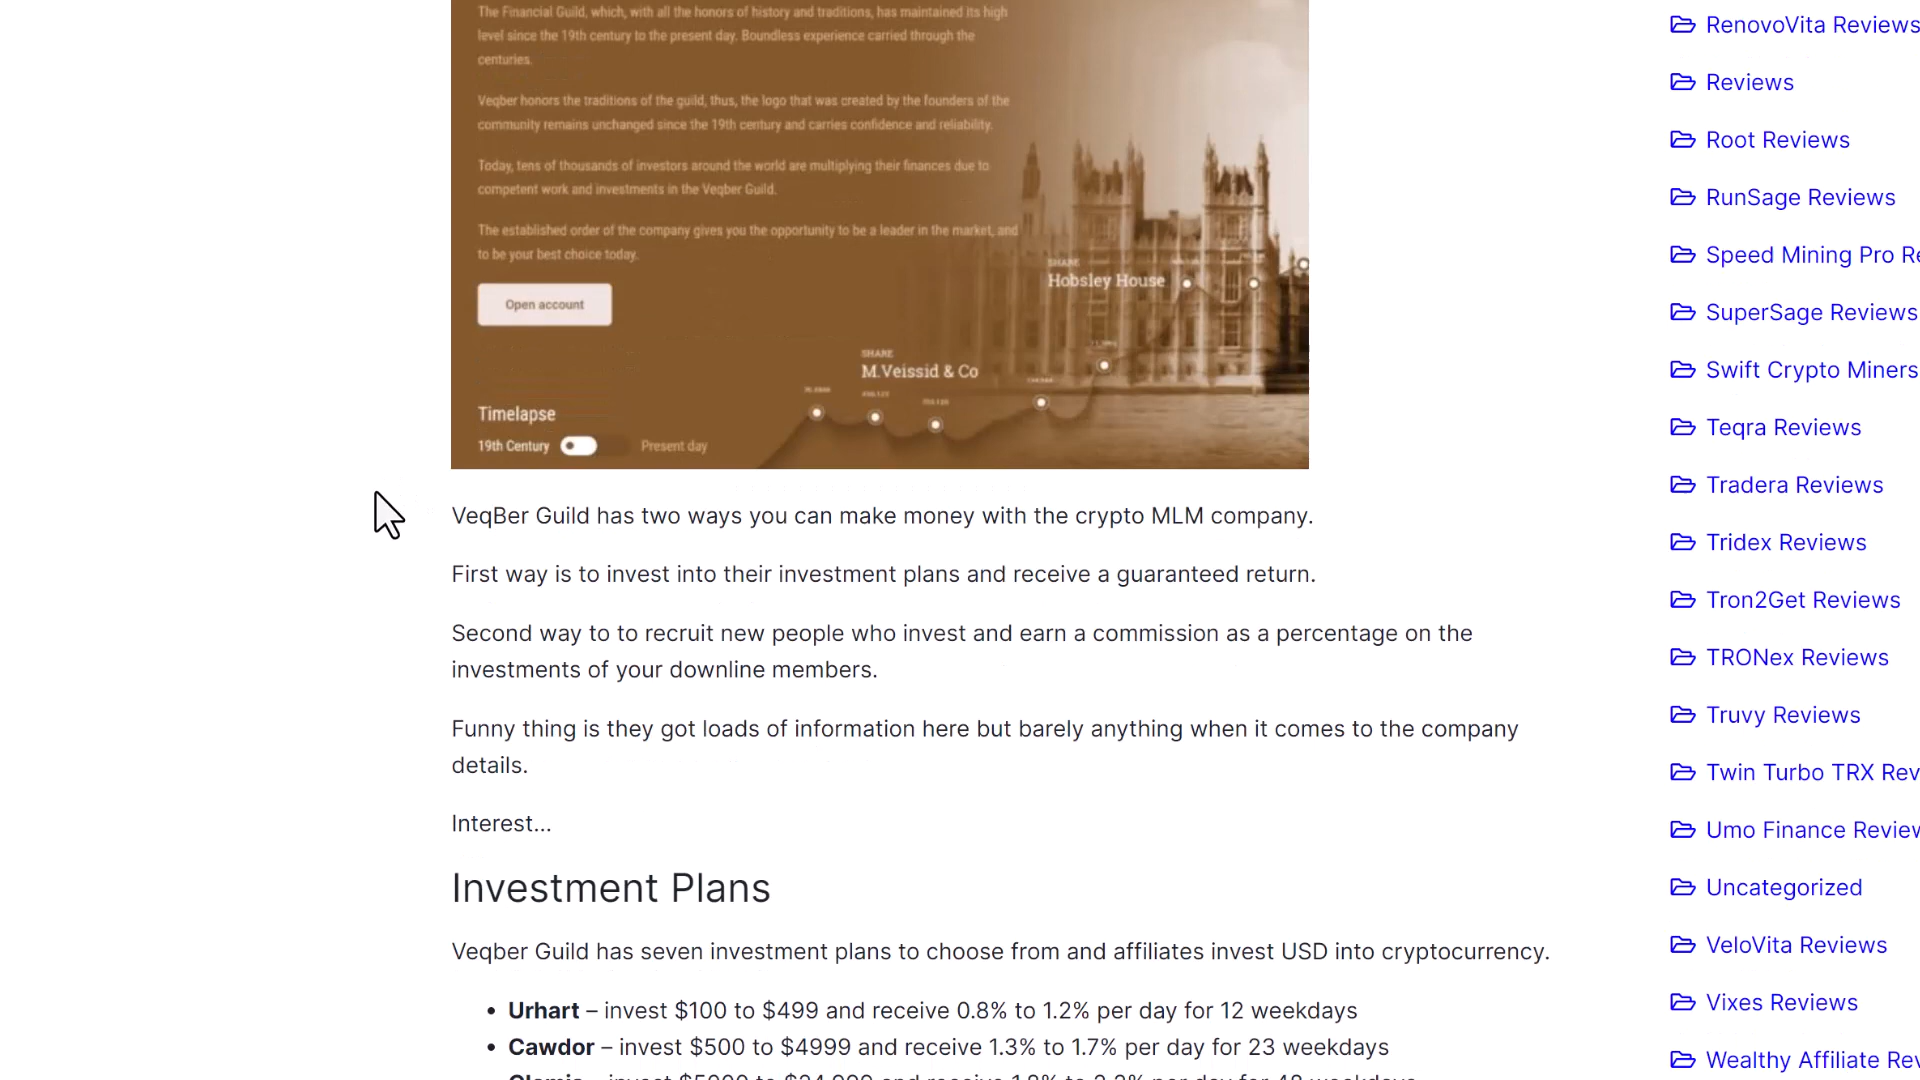 The Financial Guild, which, with all the honors of history and traditions, has maintained its high
level since the 19th century to the present day. Boundless experience carried through the
centuries.
Veqber honors the traditions of the guild, thus, the logo that was created by the founders of the
community remains unchanged since the 19th century and carries confidence and reliability.
Today, tens of thousands of investors around the world are multiplying their finances due to
competent work and investments in the Veqber Guild.
The established order of the company gives you the opportunity to be a leader in the market, and
to be your best choice today.
Open account
SHARE
Hobsley House
SHARE
M.Veissid & Co
Timelapse
19th Century
Present day
VeqBer Guild has two ways you can make money with the crypto MLM company.
First way is to invest into their investment plans and receive a guaranteed return.
Second way to to recruit new people who invest and earn a commission as a percentage on the
investments of your downline members.
Funny thing is they got loads of information here but barely anything when it comes to the company
details.
Interest...
Investment Plans
Veqber Guild has seven investment plans to choose from and affiliates invest USD into cryptocurrency.
• Urhart – invest $100 to $499 and receive 0.8% to 1.2% per day for 12 weekdays
• Cawdor – invest $500 to $4999 and receive 1.3% to 1.7% per day for 23 weekdays
RenovoVita Reviews
Reviews
Root Reviews
RunSage Reviews
Speed Mining Pro Re
SuperSage Reviews
Swift Crypto Miners
Teqra Reviews
Tradera Reviews
Tridex Reviews
Tron2Get Reviews
TRONex Reviews
Truvy Reviews
Twin Turbo TRX Rev
Umo Finance Review
Uncategorized
VeloVita Reviews
Vixes Reviews
Wealthy Affiliate Rev